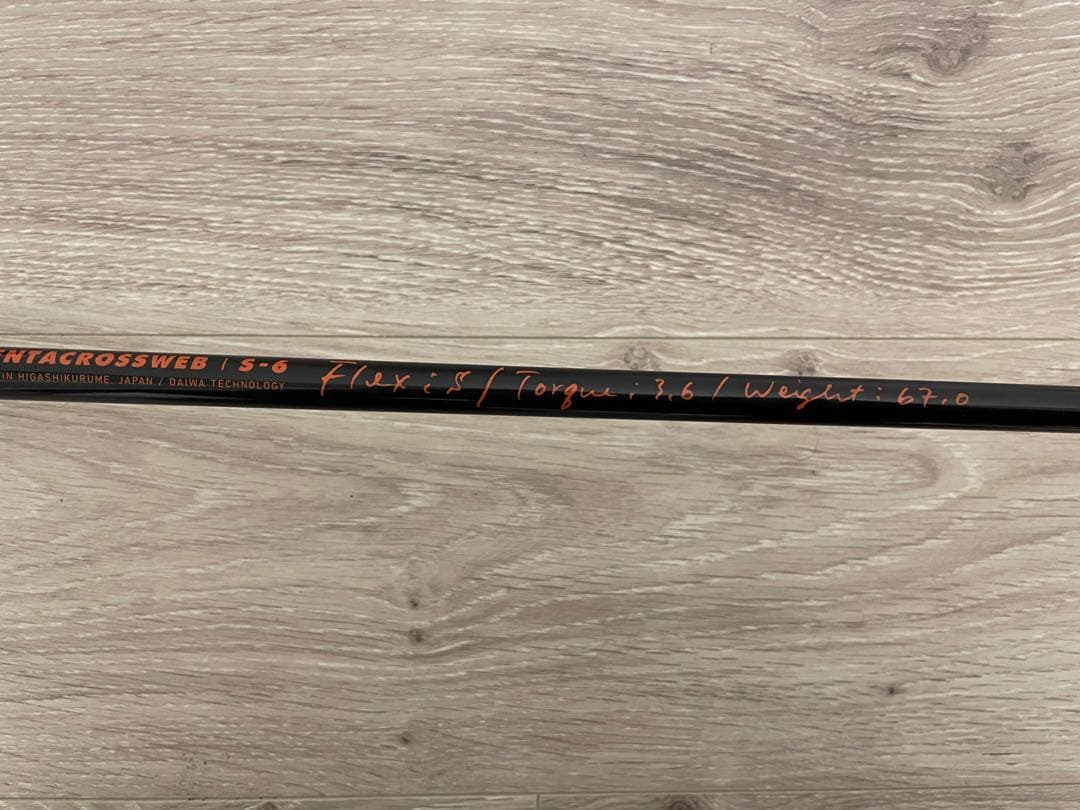 ENTACROSSWEB | S-6
IN HIGASHIKURUME, JAPAN / DAIWA TECHNOLOGY
Flex: S / Torque: 3.6 / Weight: 67.0